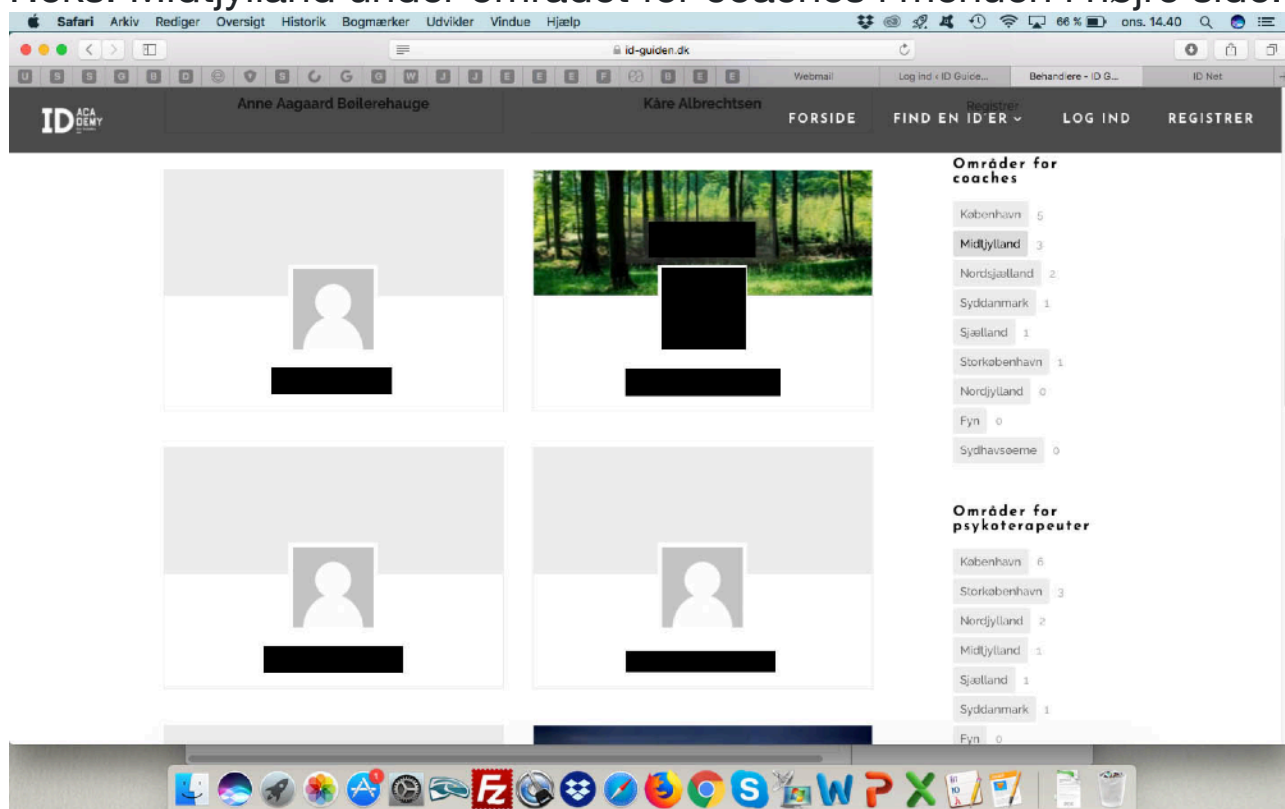 Safari Arkiv Rediger Oversigt Historik Bogmærker Udvikler Vindue Hjælp 66 % ons. 14.40
id-guiden.dk
U S S G B D S G G W J J E E E F B E E Webmail Log ind ‹ ID Guide... Behandlere – ID G... ID Net
Anne Aagaard Bøilerehauge Kåre Albrechtsen Registrer
ID ACA
DEMY
FORSIDE FIND EN ID´ER LOG IND REGISTRER
Områder for
coaches
København 5
Midtjylland 3
Nordsjælland 2
Syddanmark 1
Sjælland 1
Storkøbenhavn 1
Nordjylland 0
Fyn 0
Sydhavsøerne 0
Områder for
psykoterapeuter
København 6
Storkøbenhavn 3
Nordjylland 2
Midtjylland 1
Sjælland 1
Syddanmark 1
Fyn 0